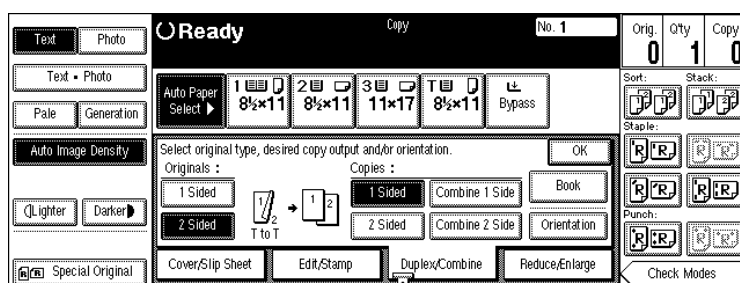 Text Photo
Text • Photo
Pale Generation
Auto Image Density
Lighter Darker
Special Original
Ready
Copy
No. 1
Auto Paper Select ▶
1 8½×11
2 8½×11
3 11×17
T 8½×11
Bypass
Select original type, desired copy output and/or orientation.
OK
Originals :
Copies :
1 Sided
2 Sided
1
2
T to T
1 2
1 Sided Combine 1 Side Book
2 Sided Combine 2 Side Orientation
Cover/Slip Sheet Edit/Stamp Duplex/Combine Reduce/Enlarge
Orig. Q'ty Copy
0 1 0
Sort: Stack:
Staple:
R R R R
R R R R
Punch:
R R R R
Check Modes